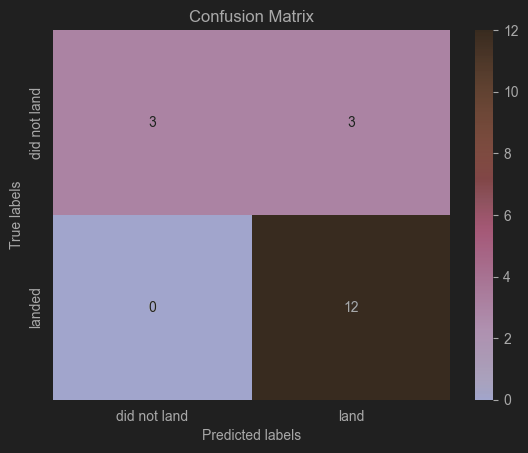 Confusion Matrix
True labels
did not land
landed
3
3
0
12
did not land
land
Predicted labels
12
10
8
6
4
2
0